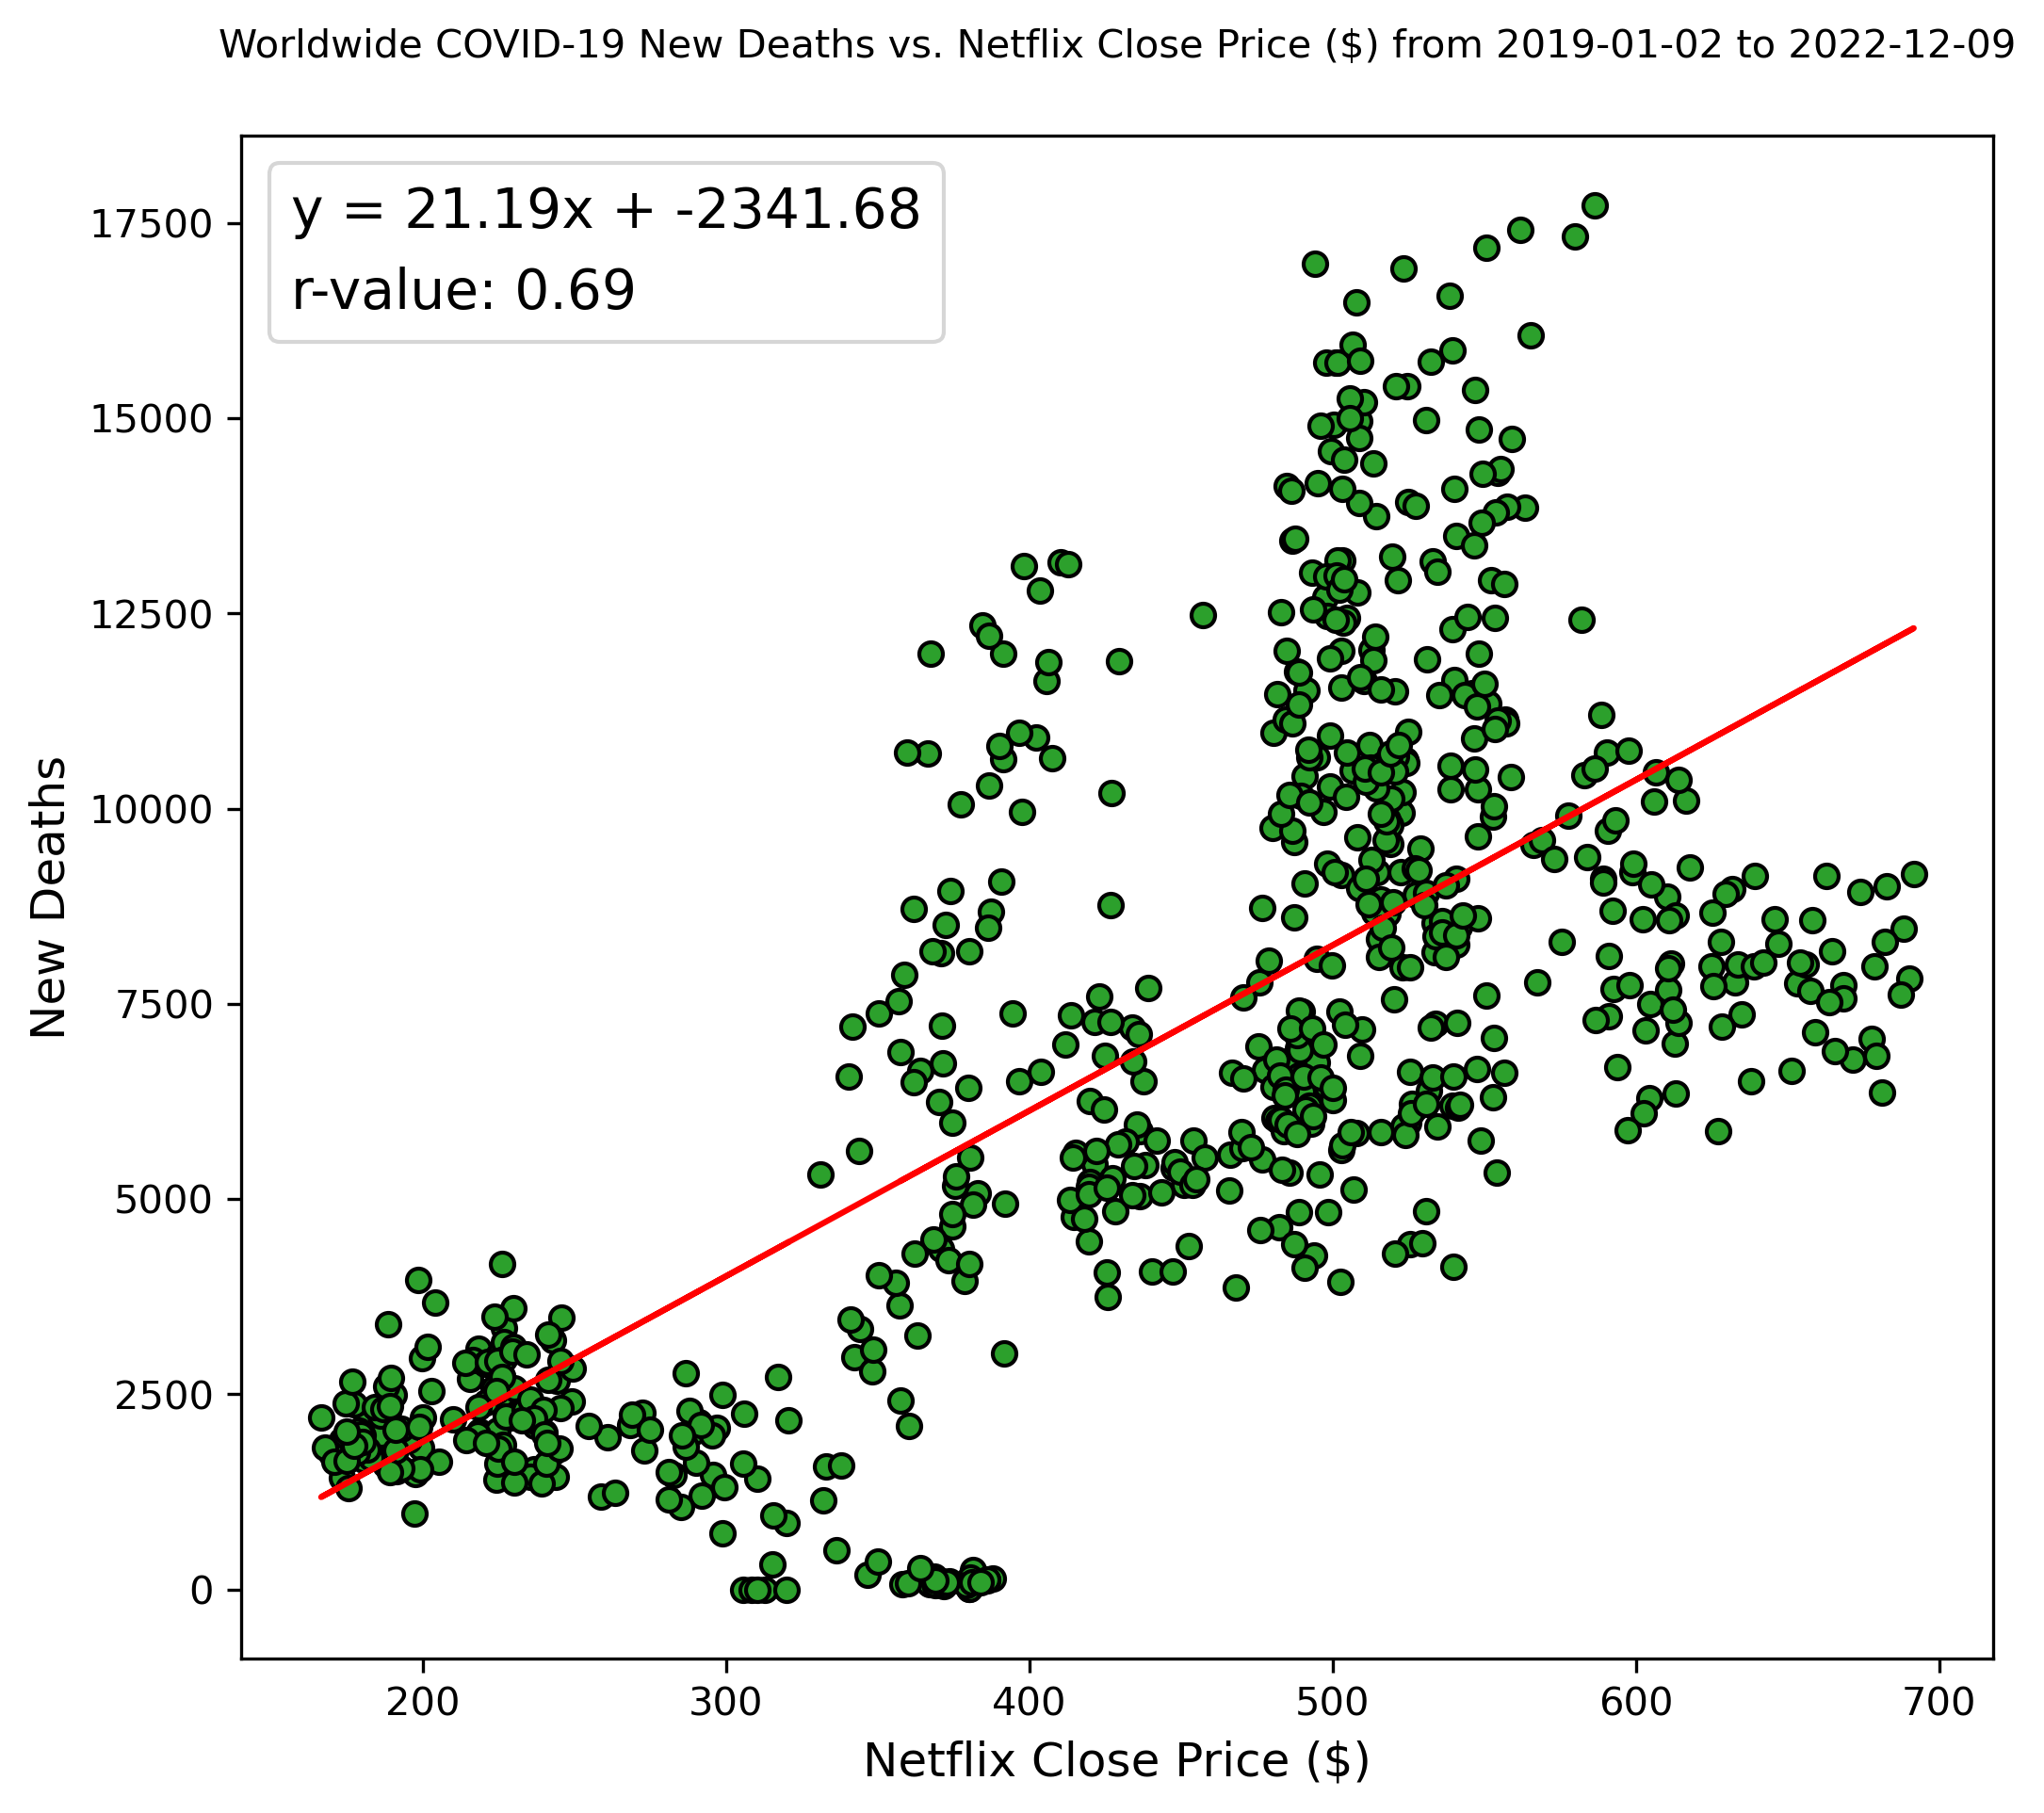 Worldwide COVID-19 New Deaths vs. Netflix Close Price ($) from 2019-01-02 to 2022-12-09
y = 21.19x + -2341.68
r-value: 0.69
17500
15000
12500
10000
7500
5000
2500
0
New Deaths
200 300 400 500 600 700
Netflix Close Price ($)